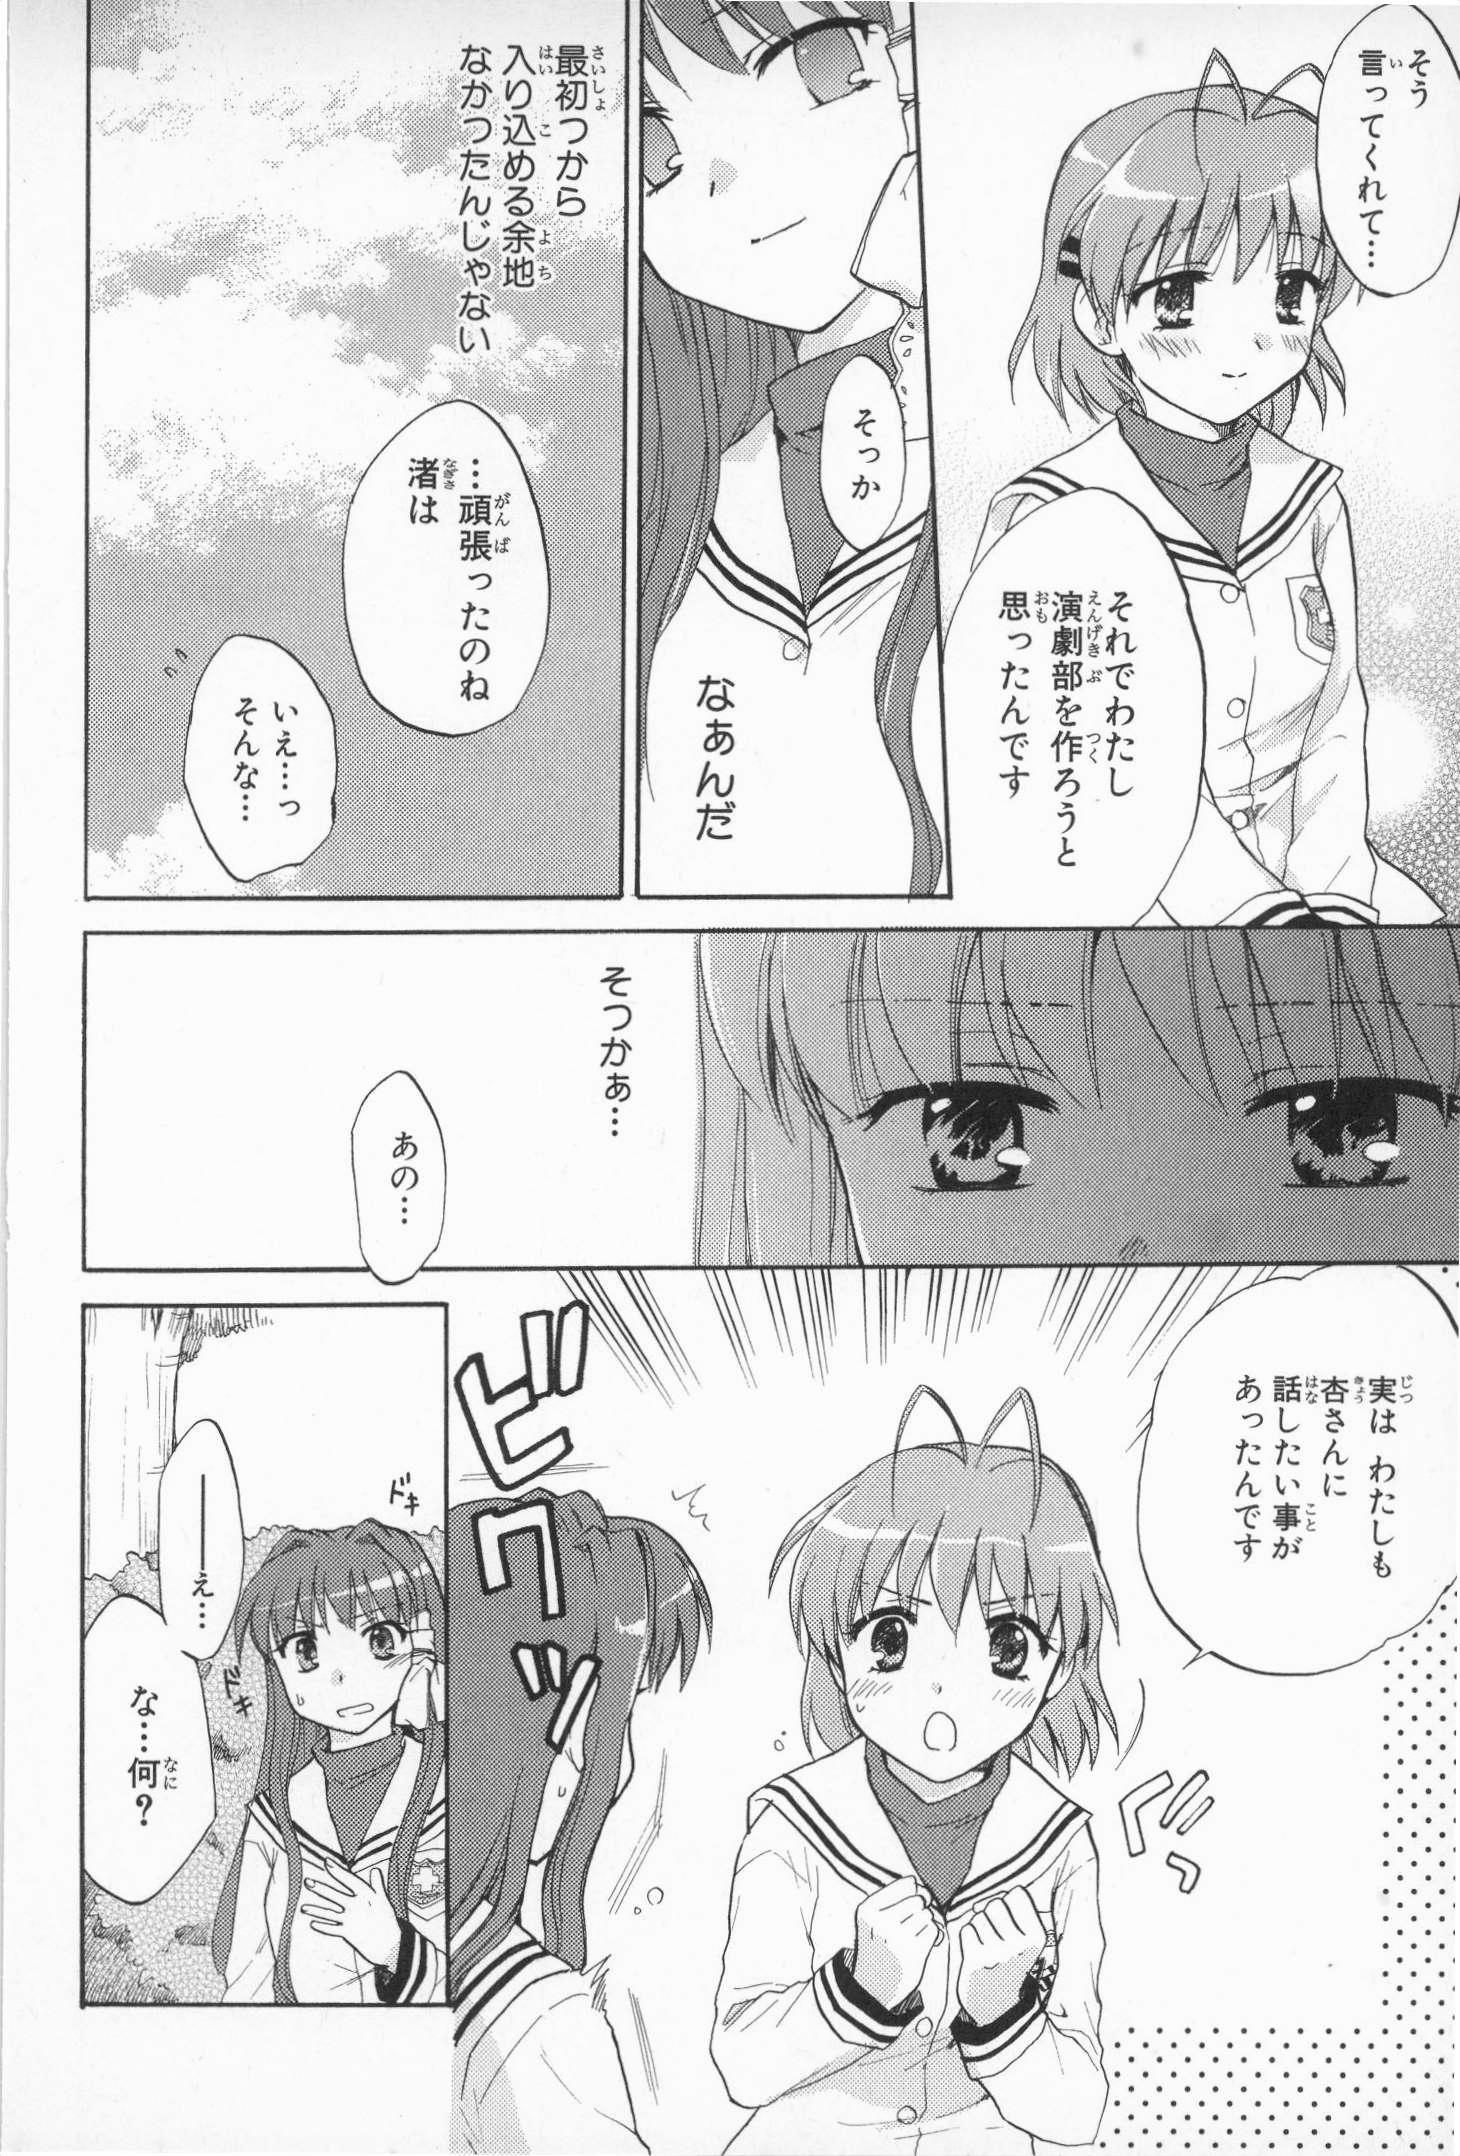 そう
言ってくれて…
それでわたし
演劇部を作ろうと
思ったんです
そっか
なぁんだ
最初っから
入り込める余地
なかったんじゃない
…頑張ったのね
渚は
いえ…っ
そんな…
そっかぁ…
あの…
実は わたしも
杏さんに
話したい事が
あったんです
ビクッ
ぐっ
ドキ
ドキ
――え…
な…何？